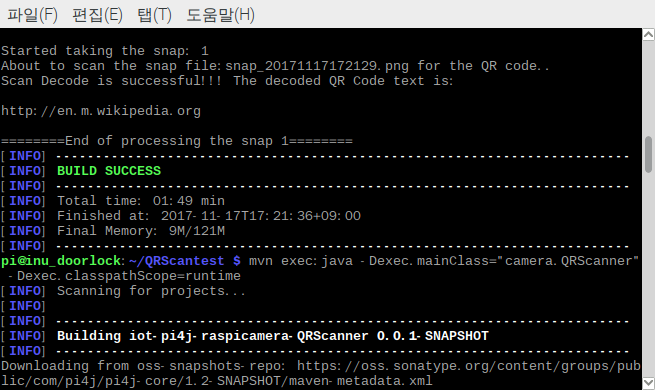 파일(F) 편집(E) 탭(T) 도움말(H)
Started taking the snap: 1
About to scan the snap file: snap_20171117172129.png for the QR code..
Scan Decode is successful!!! The decoded QR Code text is:
http://en.m.wikipedia.org
========End of processing the snap 1========
[INFO] ------------------------------------------------------------------------
[INFO] BUILD SUCCESS
[INFO] ------------------------------------------------------------------------
[INFO] Total time: 01:49 min
[INFO] Finished at: 2017-11-17T17:21:36+09:00
[INFO] Final Memory: 9M/121M
[INFO] ------------------------------------------------------------------------
pi@inu_doorlock:~/QRScantest $ mvn exec:java -Dexec.mainClass="camera.QRScanner"
-Dexec.classpathScope=runtime
[INFO] Scanning for projects...
[INFO]
[INFO] ------------------------------------------------------------------------
[INFO] Building iot-pi4j-raspicamera-QRScanner 0.0.1-SNAPSHOT
[INFO] ------------------------------------------------------------------------
Downloading from oss-snapshots-repo: https://oss.sonatype.org/content/groups/pub
lic/com/pi4j/pi4j-core/1.2-SNAPSHOT/maven-metadata.xml